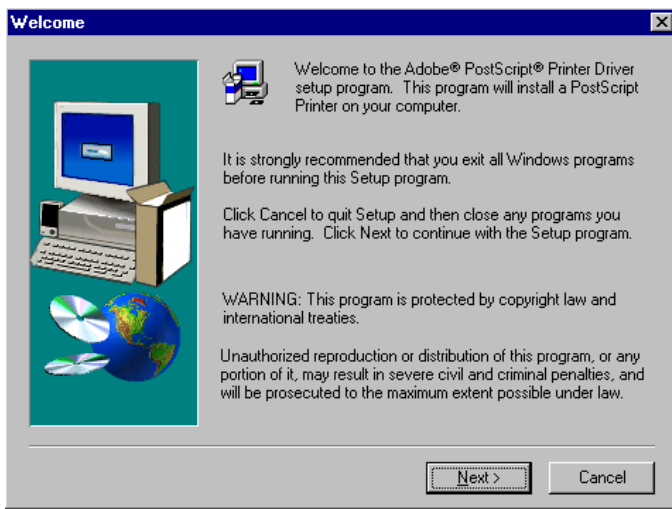 Welcome
Welcome to the Adobe® PostScript® Printer Driver
setup program.  This program will install a PostScript
Printer on your computer.
It is strongly recommended that you exit all Windows programs
before running this Setup program.
Click Cancel to quit Setup and then close any programs you
have running.  Click Next to continue with the Setup program.
WARNING: This program is protected by copyright law and
international treaties.
Unauthorized reproduction or distribution of this program, or any
portion of it, may result in severe civil and criminal penalties, and
will be prosecuted to the maximum extent possible under law.
Next >
Cancel